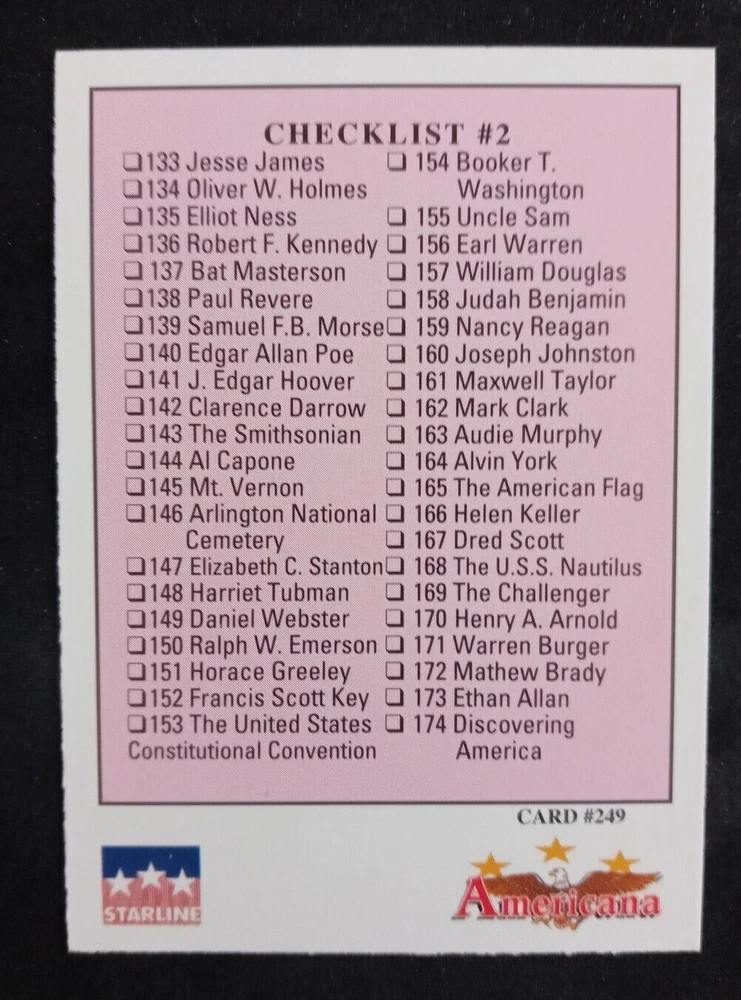 CHECKLIST #2
❑ 133 Jesse James
❑ 134 Oliver W. Holmes
❑ 135 Elliot Ness
❑ 136 Robert F. Kennedy
❑ 137 Bat Masterson
❑ 138 Paul Revere
❑ 139 Samuel F.B. Morse
❑ 140 Edgar Allan Poe
❑ 141 J. Edgar Hoover
❑ 142 Clarence Darrow
❑ 143 The Smithsonian
❑ 144 Al Capone
❑ 145 Mt. Vernon
❑ 146 Arlington National
Cemetery
❑ 147 Elizabeth C. Stanton
❑ 148 Harriet Tubman
❑ 149 Daniel Webster
❑ 150 Ralph W. Emerson
❑ 151 Horace Greeley
❑ 152 Francis Scott Key
❑ 153 The United States
Constitutional Convention
❑ 154 Booker T.
Washington
❑ 155 Uncle Sam
❑ 156 Earl Warren
❑ 157 William Douglas
❑ 158 Judah Benjamin
❑ 159 Nancy Reagan
❑ 160 Joseph Johnston
❑ 161 Maxwell Taylor
❑ 162 Mark Clark
❑ 163 Audie Murphy
❑ 164 Alvin York
❑ 165 The American Flag
❑ 166 Helen Keller
❑ 167 Dred Scott
❑ 168 The U.S.S. Nautilus
❑ 169 The Challenger
❑ 170 Henry A. Arnold
❑ 171 Warren Burger
❑ 172 Mathew Brady
❑ 173 Ethan Allan
❑ 174 Discovering
America
CARD #249
STARLINE
Americana